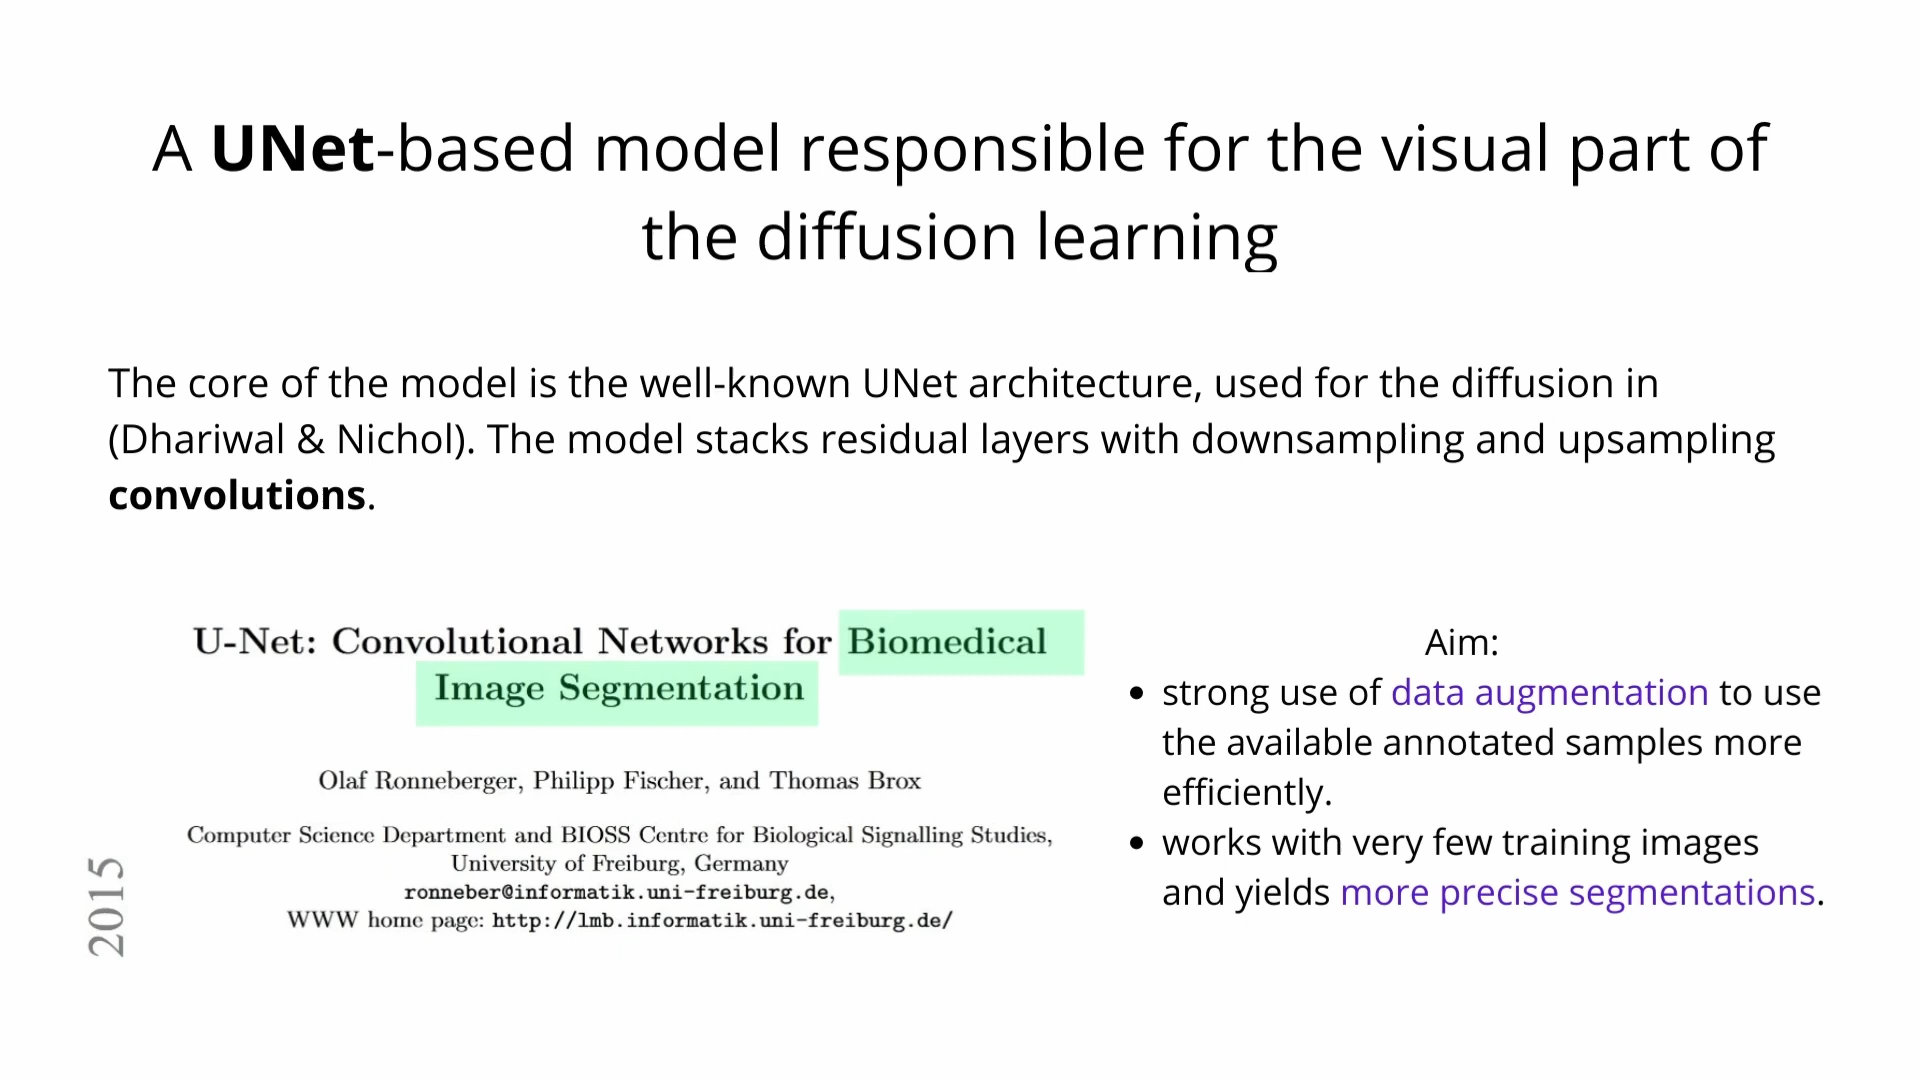 A UNet-based model responsible for the visual part of
the diffusion learning
The core of the model is the well-known UNet architecture, used for the diffusion in
(Dhariwal & Nichol). The model stacks residual layers with downsampling and upsampling
convolutions.
U-Net: Convolutional Networks for Biomedical
Image Segmentation
Olaf Ronneberger, Philipp Fischer, and Thomas Brox
Computer Science Department and BIOSS Centre for Biological Signalling Studies,
University of Freiburg, Germany
ronneber@informatik.uni-freiburg.de,
WWW home page: http://lmb.informatik.uni-freiburg.de/
2015
Aim:
• strong use of data augmentation to use
the available annotated samples more
efficiently.
• works with very few training images
and yields more precise segmentations.